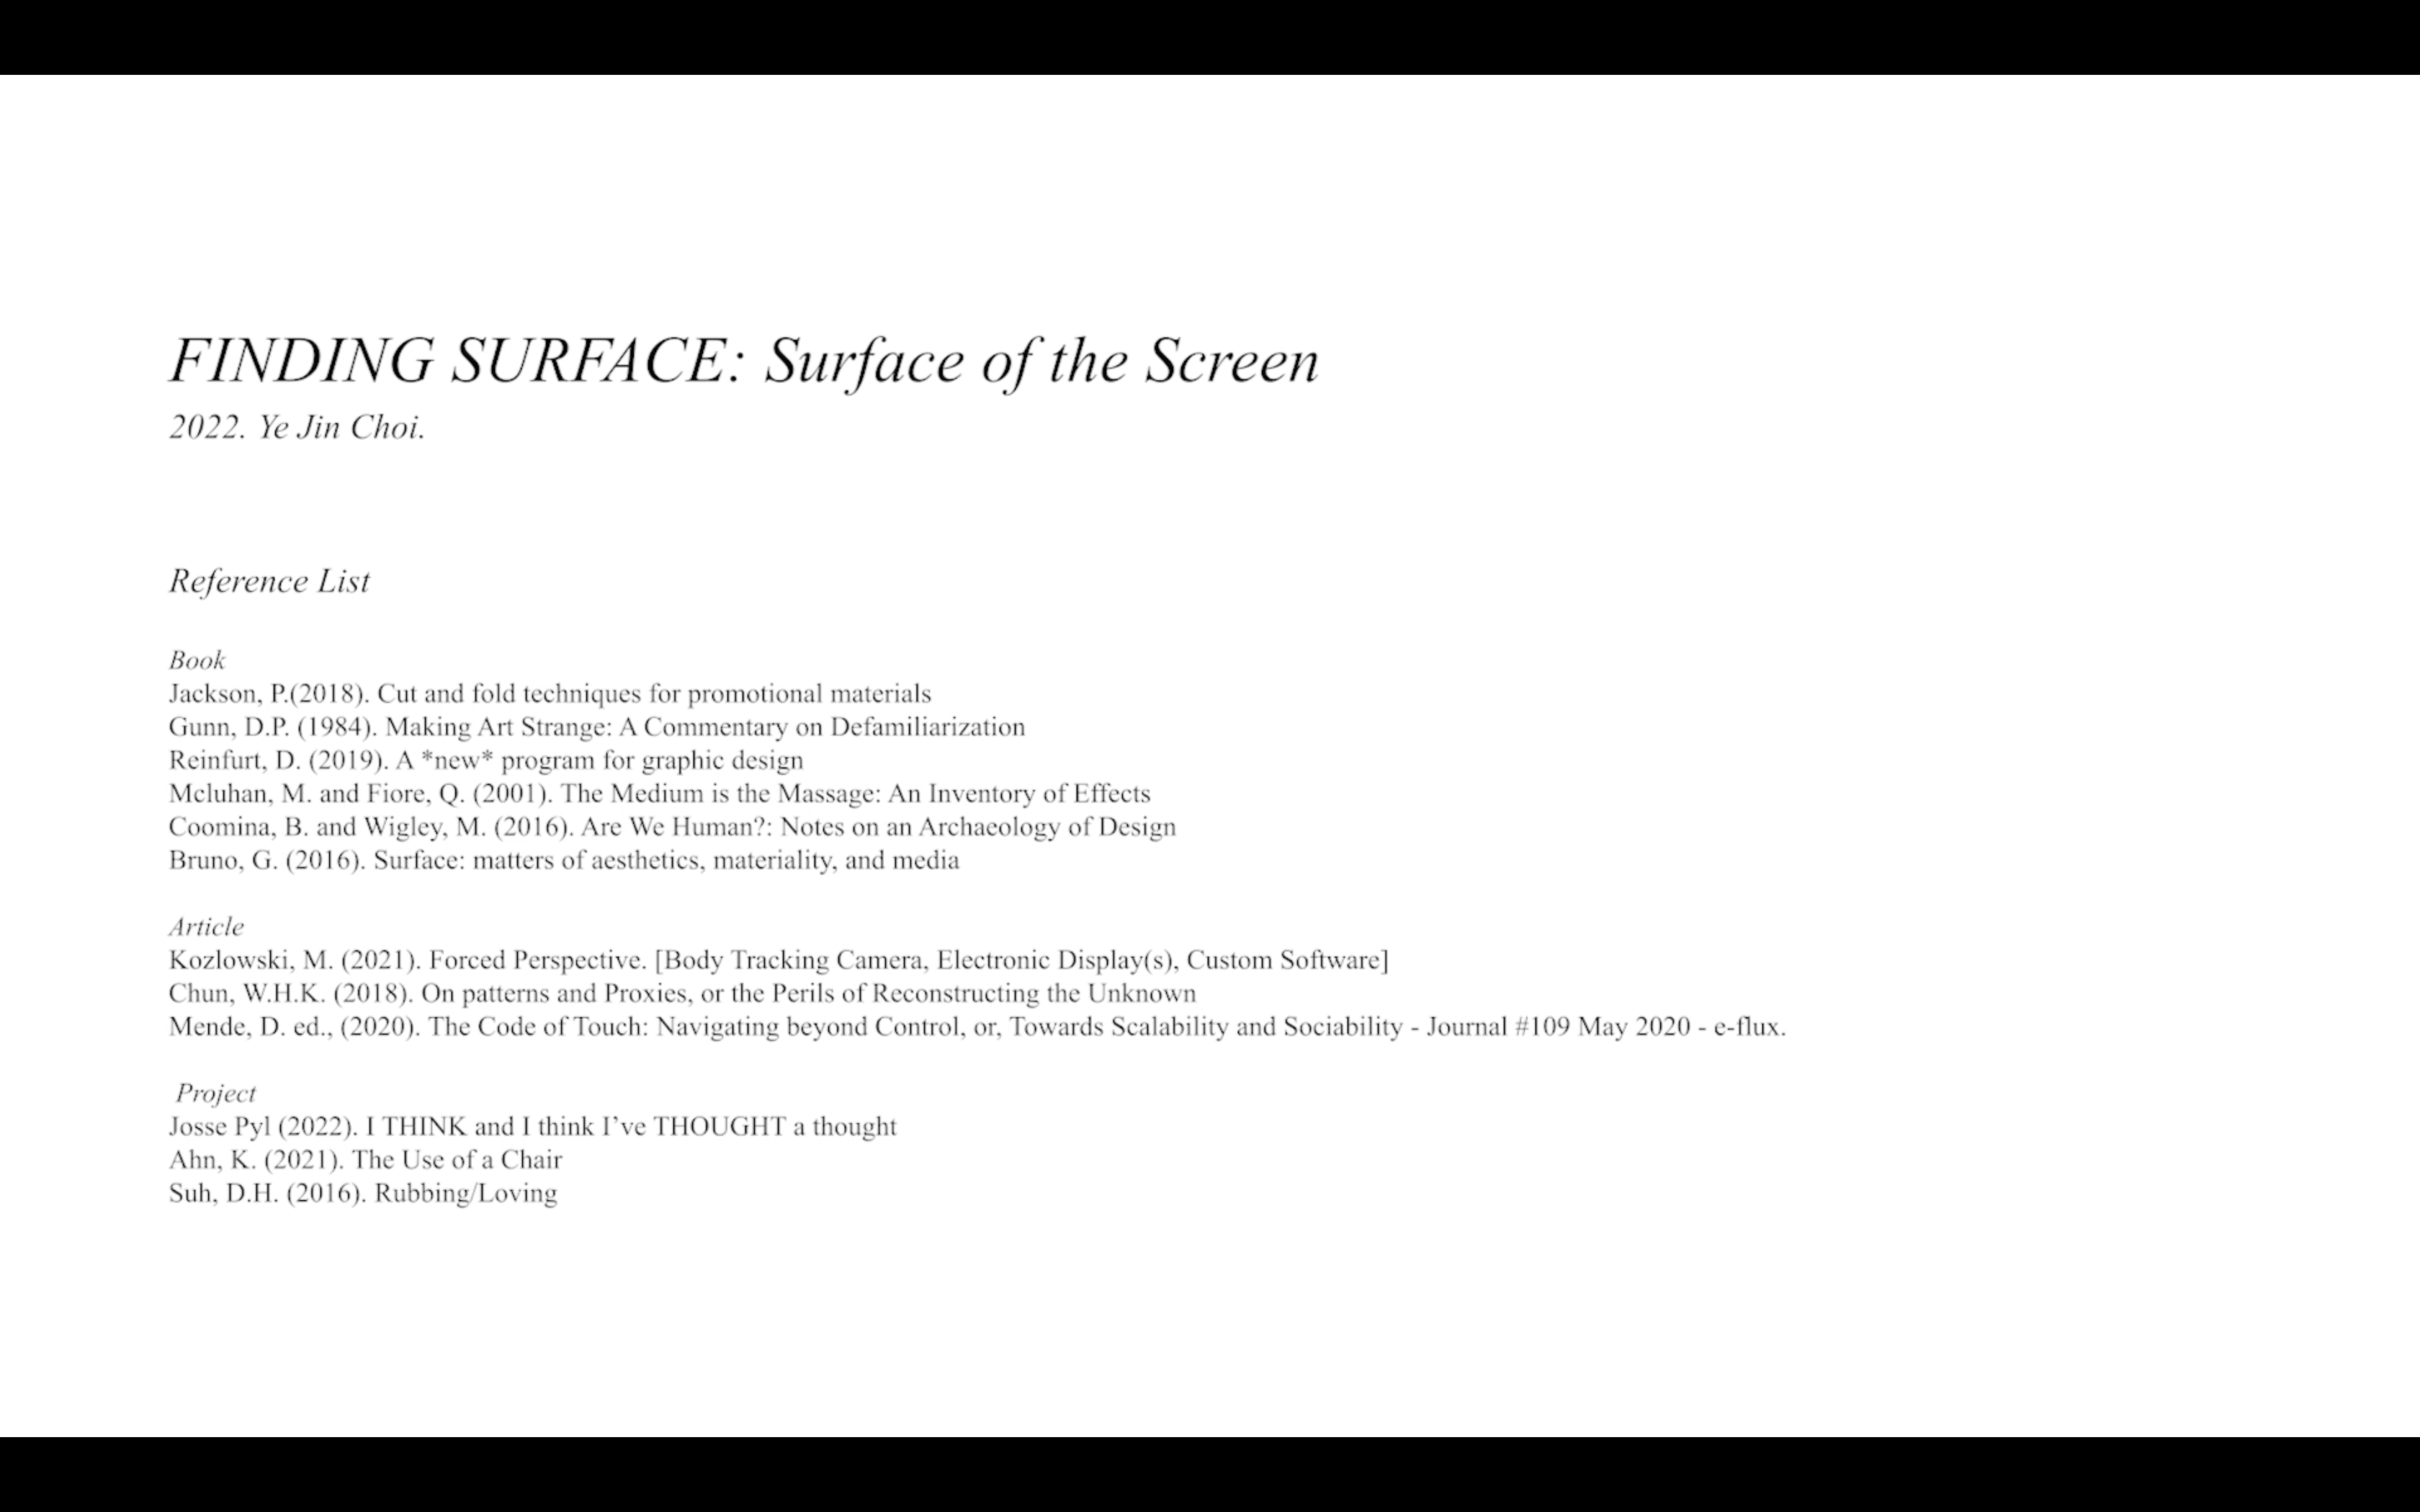 FINDING SURFACE: Surface of the Screen
2022. Ye Jin Choi.
Reference List
Book
Jackson, P.(2018). Cut and fold techniques for promotional materials
Gunn, D.P. (1984). Making Art Strange: A Commentary on Defamiliarization
Reinfurt, D. (2019). A *new* program for graphic design
Mcluhan, M. and Fiore, Q. (2001). The Medium is the Massage: An Inventory of Effects
Coomina, B. and Wigley, M. (2016). Are We Human?: Notes on an Archaeology of Design
Bruno, G. (2016). Surface: matters of aesthetics, materiality, and media
Article
Kozlowski, M. (2021). Forced Perspective. [Body Tracking Camera, Electronic Display(s), Custom Software]
Chun, W.H.K. (2018). On patterns and Proxies, or the Perils of Reconstructing the Unknown
Mende, D. ed., (2020). The Code of Touch: Navigating beyond Control, or, Towards Scalability and Sociability - Journal #109 May 2020 - e-flux.
Project
Josse Pyl (2022). I THINK and I think I’ve THOUGHT a thought
Ahn, K. (2021). The Use of a Chair
Suh, D.H. (2016). Rubbing/Loving